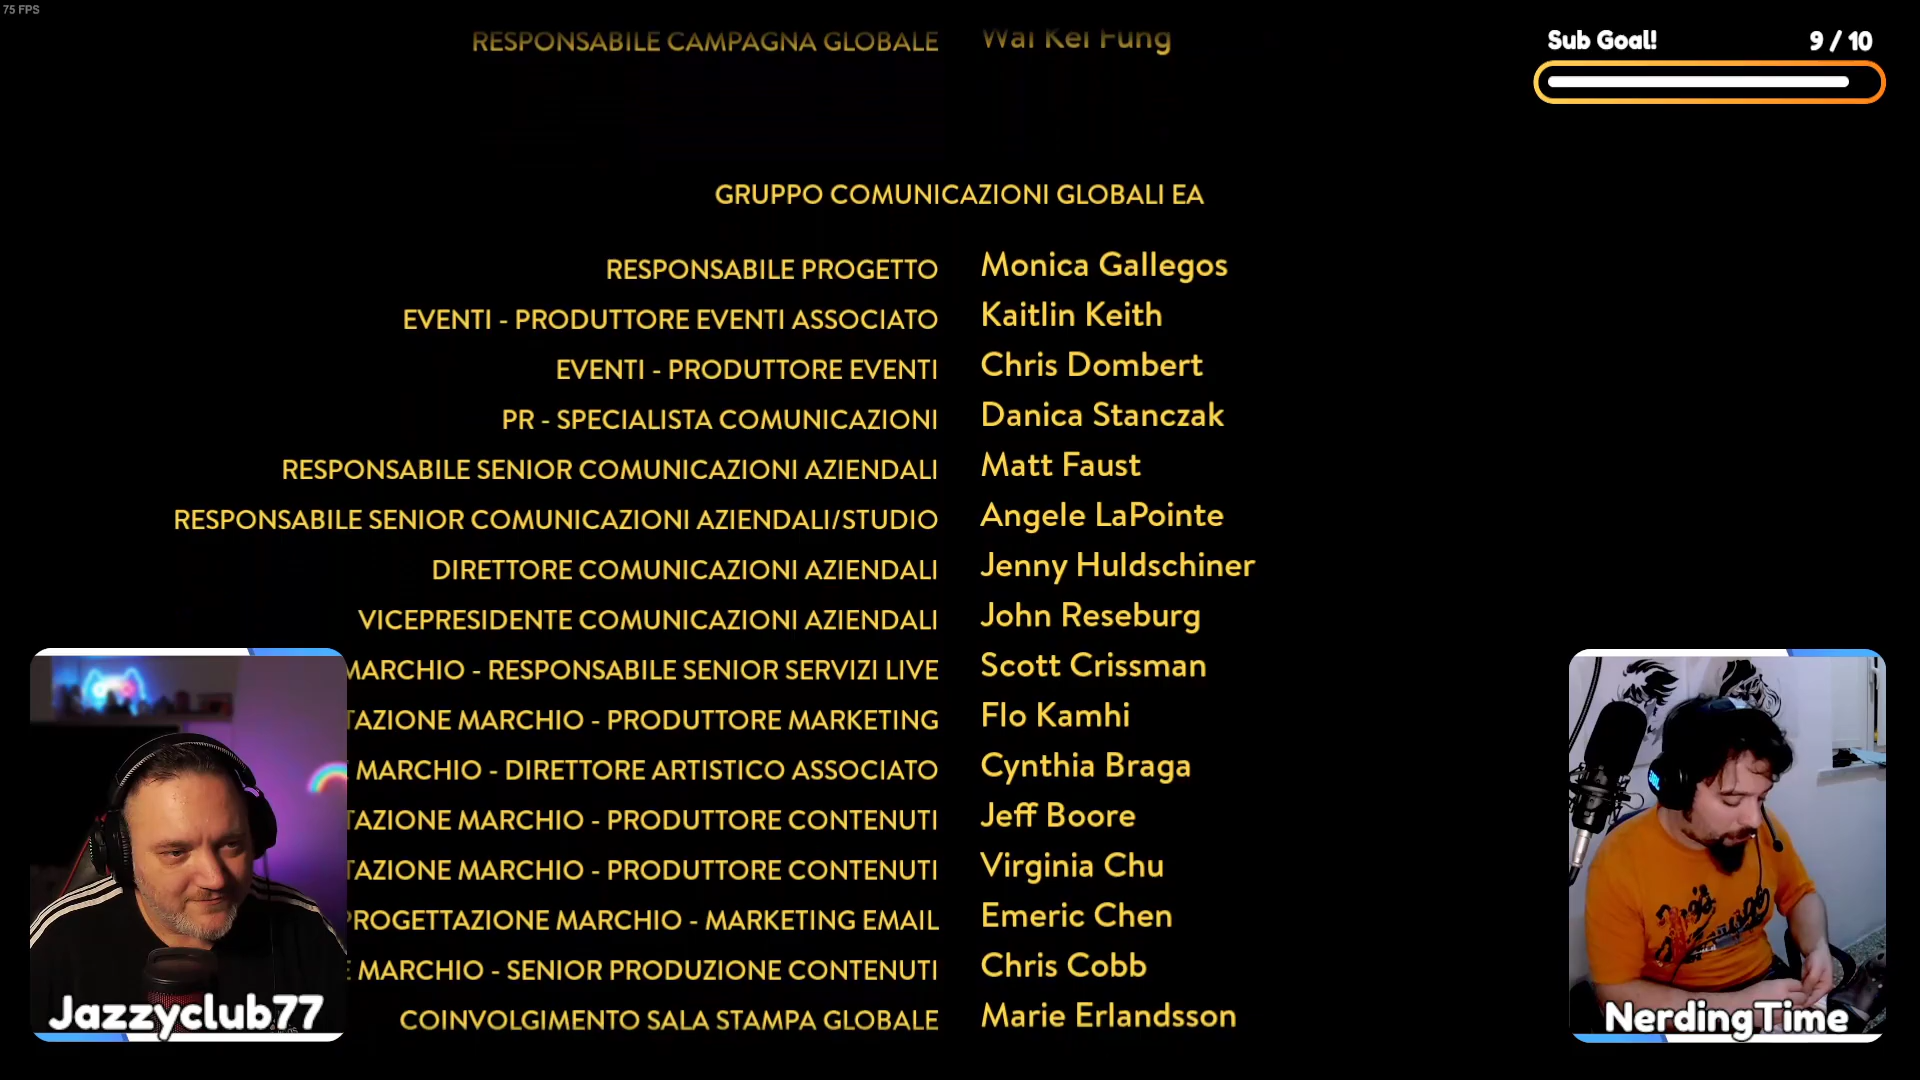 75 FPS
RESPONSABILE CAMPAGNA GLOBALE Wai Kei Fung
Sub Goal! 9 / 10
GRUPPO COMUNICAZIONI GLOBALI EA
RESPONSABILE PROGETTO Monica Gallegos
EVENTI - PRODUTTORE EVENTI ASSOCIATO Kaitlin Keith
EVENTI - PRODUTTORE EVENTI Chris Dombert
PR - SPECIALISTA COMUNICAZIONI Danica Stanczak
RESPONSABILE SENIOR COMUNICAZIONI AZIENDALI Matt Faust
RESPONSABILE SENIOR COMUNICAZIONI AZIENDALI/STUDIO Angele LaPointe
DIRETTORE COMUNICAZIONI AZIENDALI Jenny Huldschiner
VICEPRESIDENTE COMUNICAZIONI AZIENDALI John Reseburg
MARCHIO - RESPONSABILE SENIOR SERVIZI LIVE Scott Crissman
TAZIONE MARCHIO - PRODUTTORE MARKETING Flo Kamhi
MARCHIO - DIRETTORE ARTISTICO ASSOCIATO Cynthia Braga
TAZIONE MARCHIO - PRODUTTORE CONTENUTI Jeff Boore
TAZIONE MARCHIO - PRODUTTORE CONTENUTI Virginia Chu
PROGETTAZIONE MARCHIO - MARKETING EMAIL Emeric Chen
MARCHIO - SENIOR PRODUZIONE CONTENUTI Chris Cobb
COINVOLGIMENTO SALA STAMPA GLOBALE Marie Erlandsson
Jazzyclub77
NerdingTime